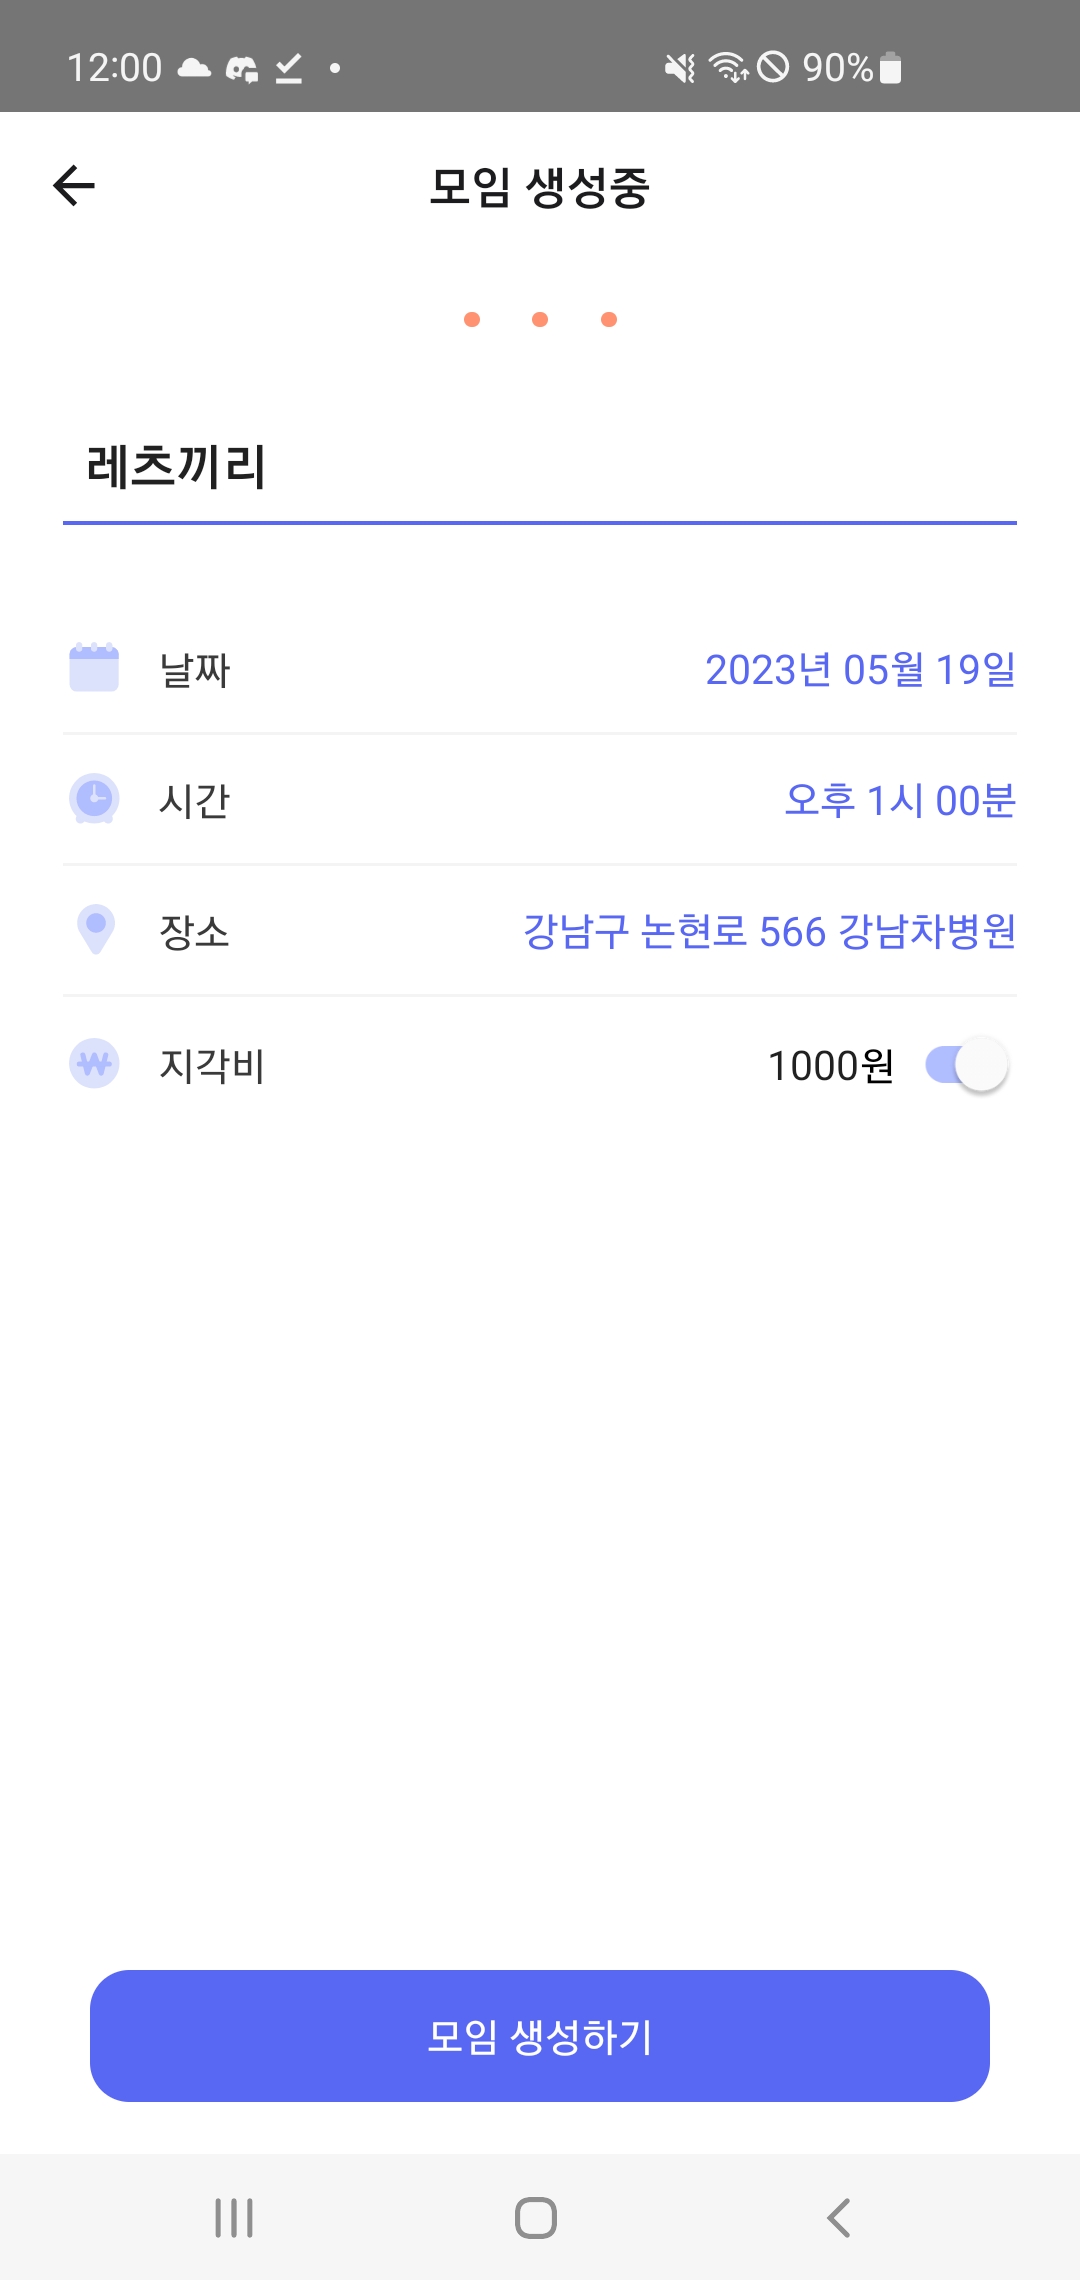 12:00 90%
모임 생성중
레츠끼리
날짜 2023년 05월 19일
시간 오후 1시 00분
장소 강남구 논현로 566 강남차병원
지각비 1000원
모임 생성하기